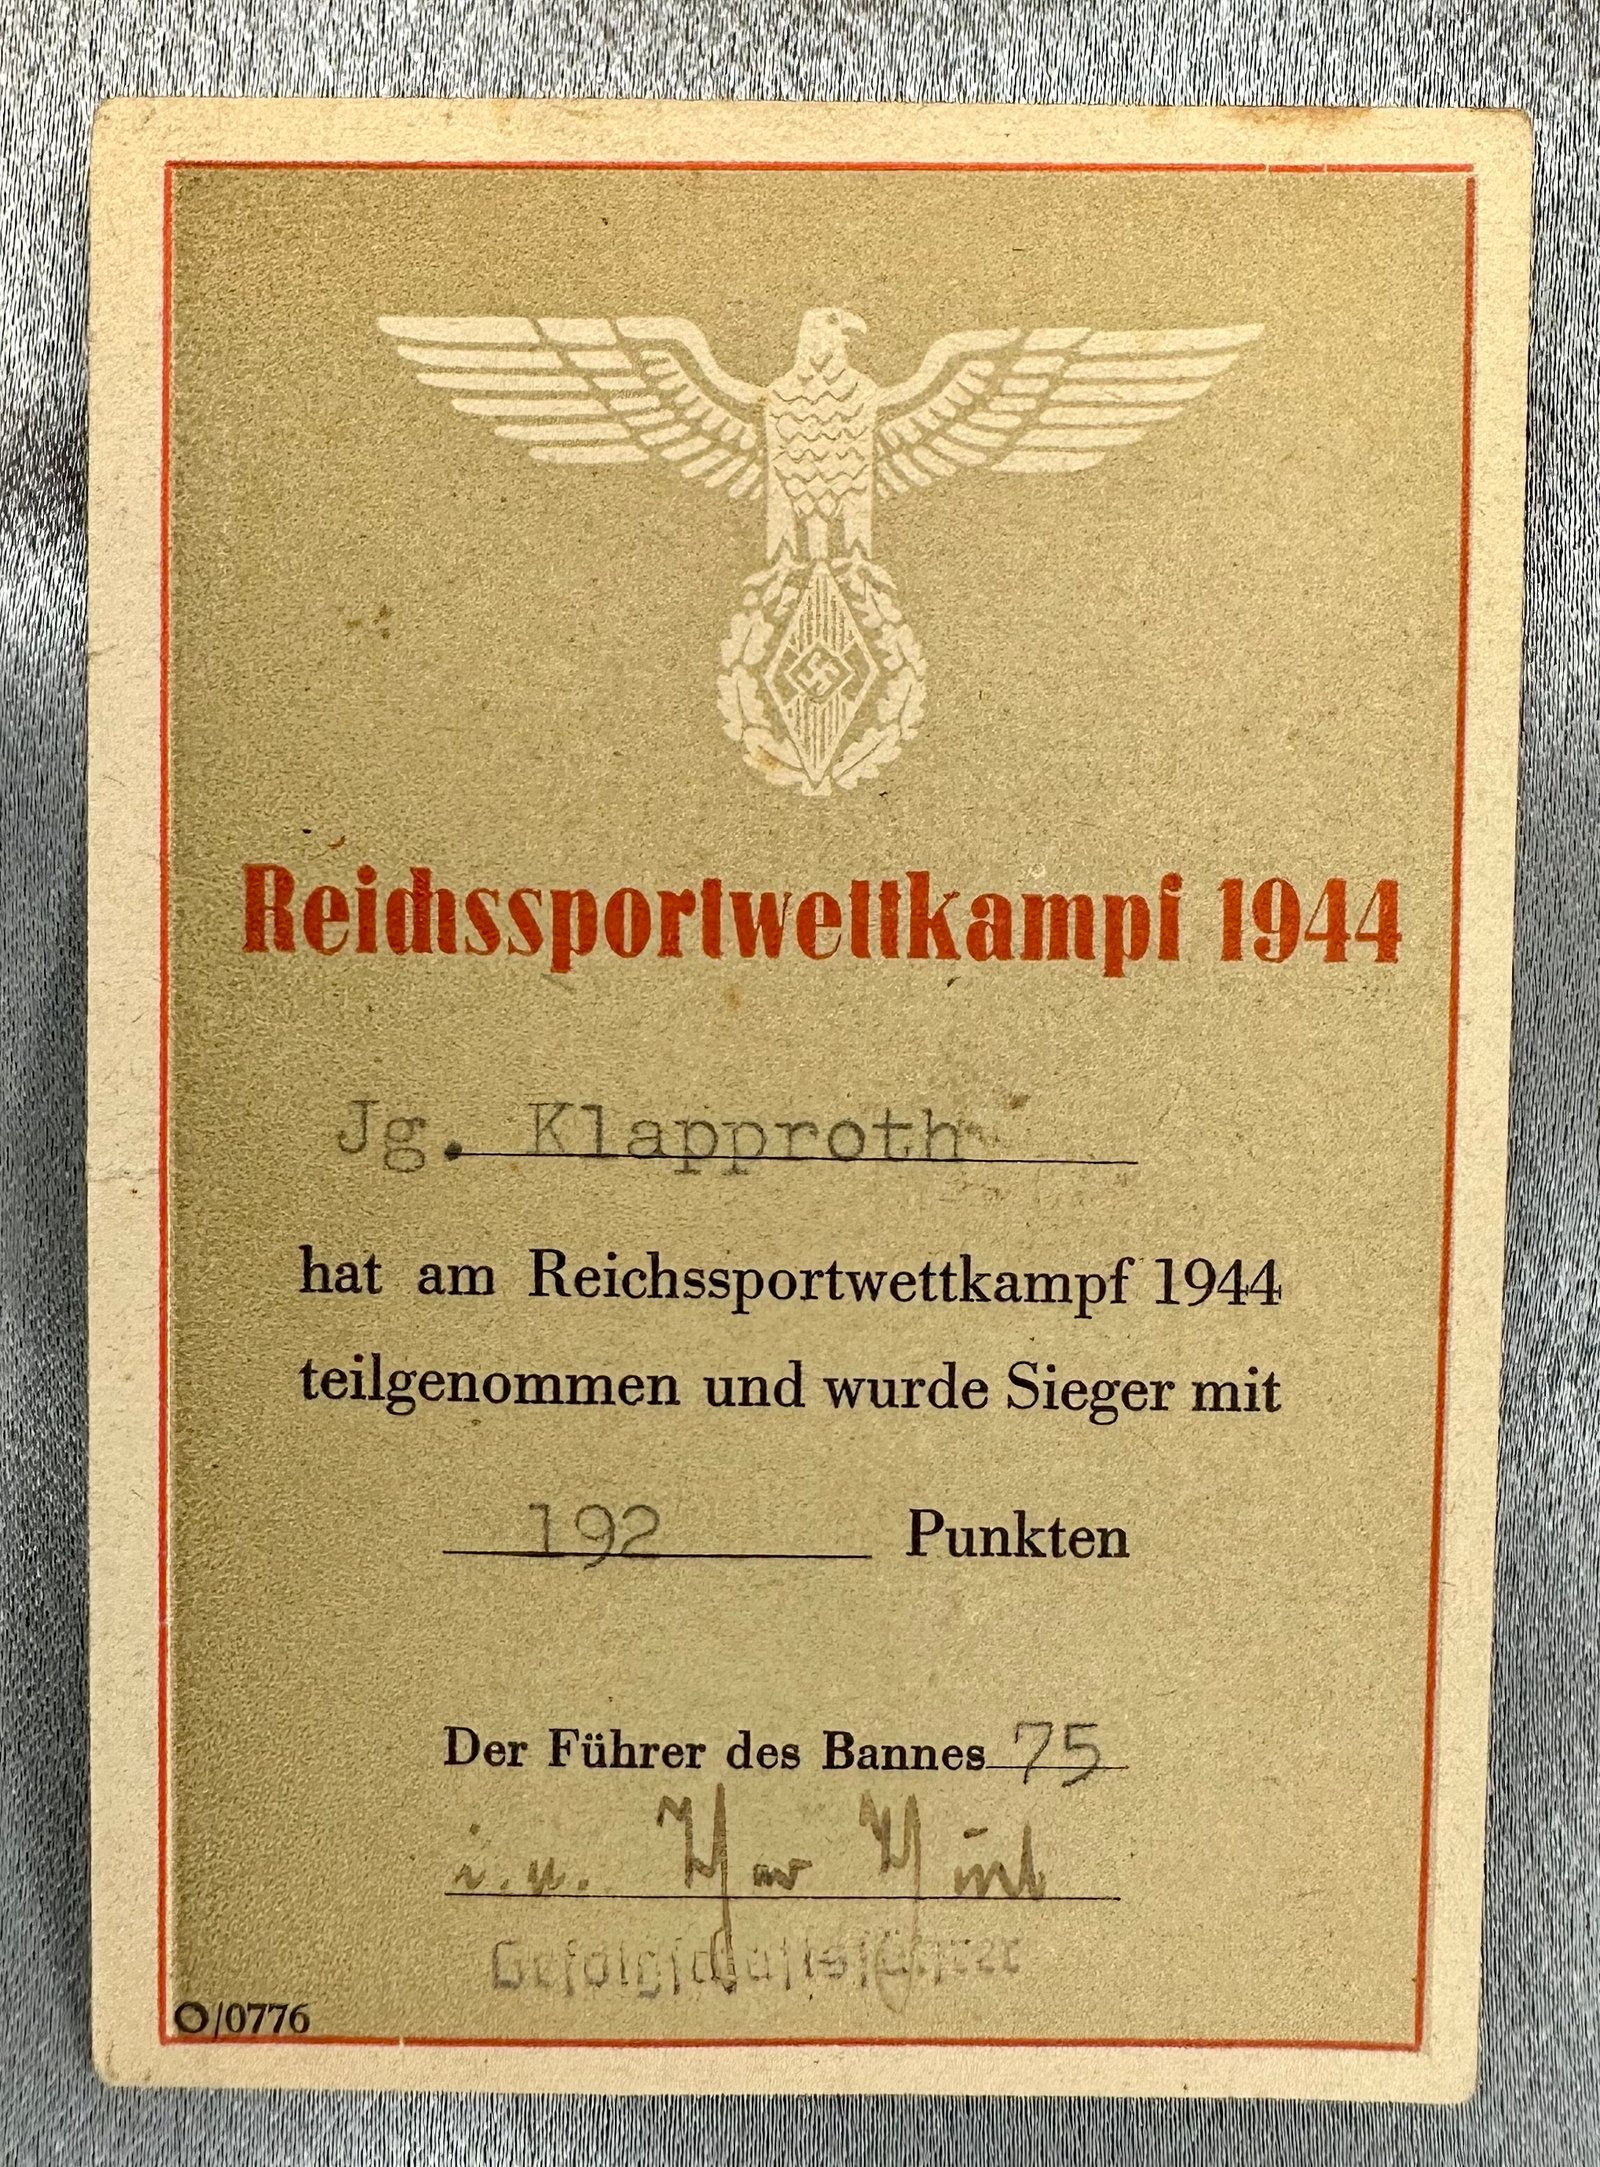 Reichssportwettkampf 1944
Jg. Klapproth
hat am Reichssportwettkampf 1944
teilgenommen und wurde Sieger mit
192 Punkten
Der Führer des Bannes 75
Gefolgschaftsführer
O/0776